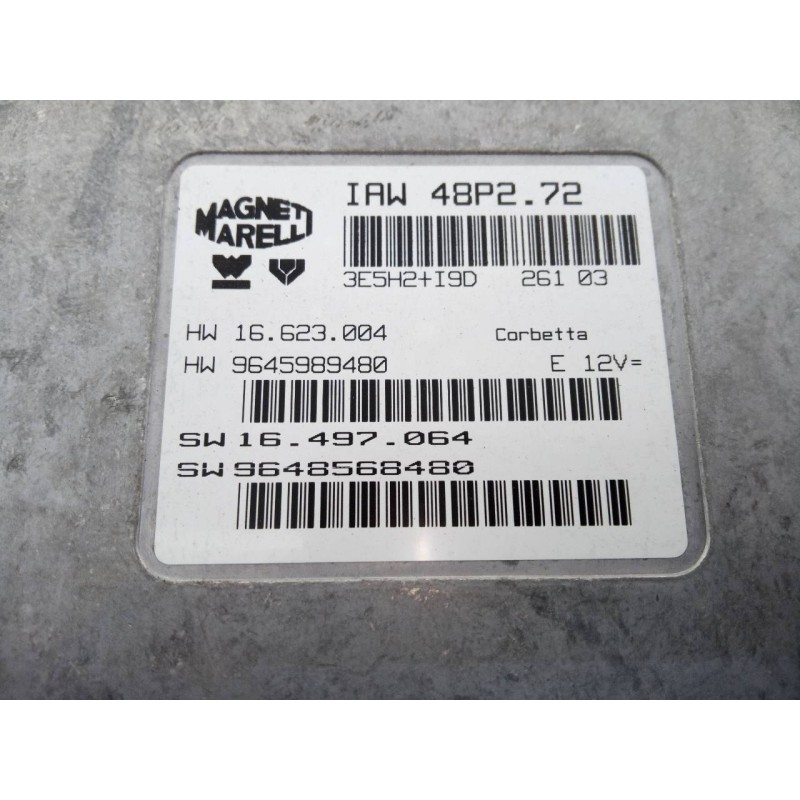 MAGNETI
MARELLI
IAW 48P2.72
3E5H2+I9D 261 03
HW 16.623.004 Corbetta
HW 9645989480 E 12V=
SW 16.497.064
SW 9648568480